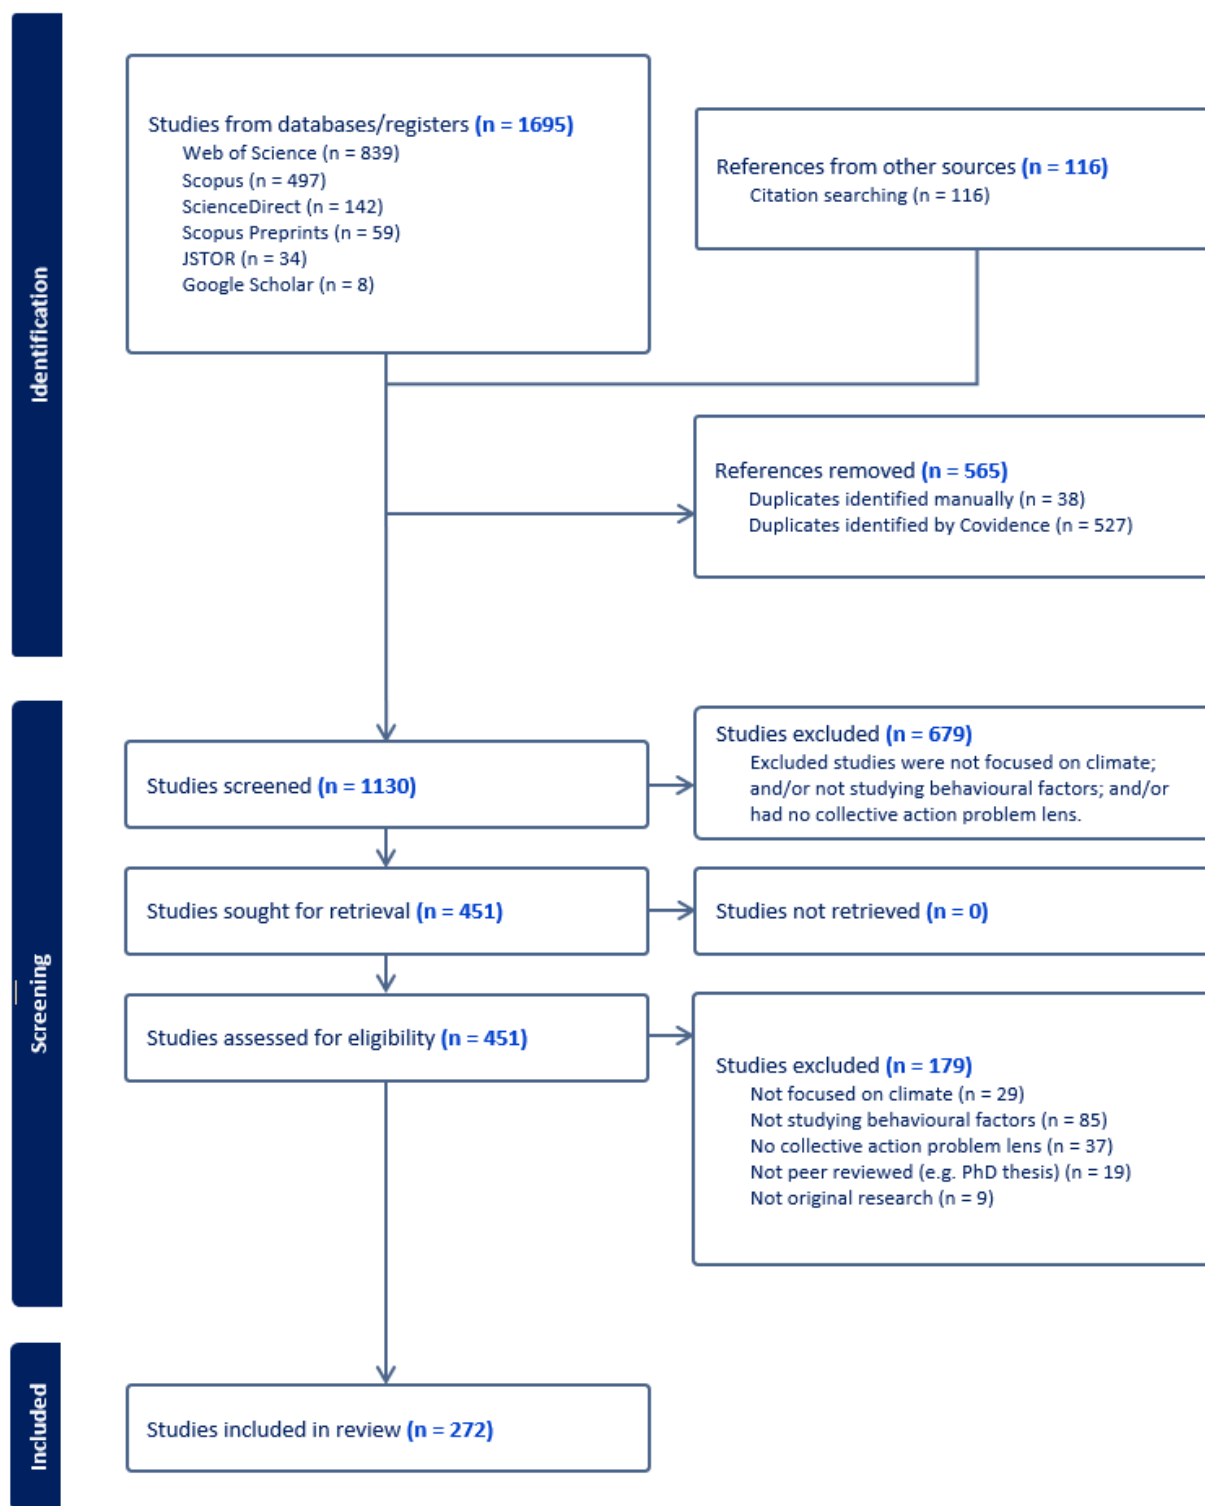 Identification
Studies from databases/registers (n = 1695)
Web of Science (n = 839)
Scopus (n = 497)
ScienceDirect (n = 142)
Scopus Preprints (n = 59)
JSTOR (n = 34)
Google Scholar (n = 8)
References from other sources (n = 116)
Citation searching (n = 116)
References removed (n = 565)
Duplicates identified manually (n = 38)
Duplicates identified by Covidence (n = 527)
Screening
Studies screened (n = 1130)
Studies excluded (n = 679)
Excluded studies were not focused on climate;
and/or not studying behavioural factors; and/or
had no collective action problem lens.
Studies sought for retrieval (n = 451)
Studies not retrieved (n = 0)
Studies assessed for eligibility (n = 451)
Studies excluded (n = 179)
Not focused on climate (n = 29)
Not studying behavioural factors (n = 85)
No collective action problem lens (n = 37)
Not peer reviewed (e.g. PhD thesis) (n = 19)
Not original research (n = 9)
Included
Studies included in review (n = 272)